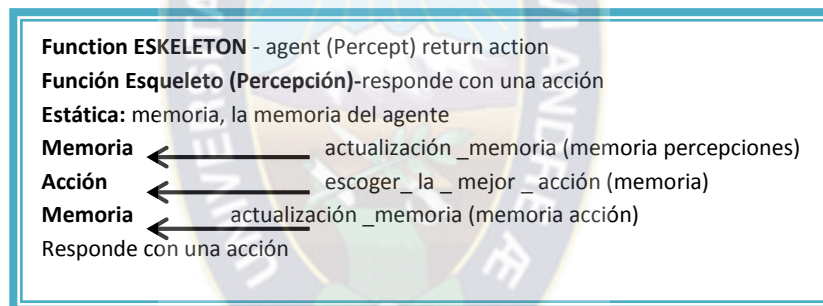 Function ESKELETON - agent (Percept) return action
Función Esqueleto (Percepción)-responde con una acción
Estática: memoria, la memoria del agente
Memoria actualización _memoria (memoria percepciones)
Acción escoger_ la _ mejor _ acción (memoria)
Memoria actualización _memoria (memoria acción)
Responde con una acción